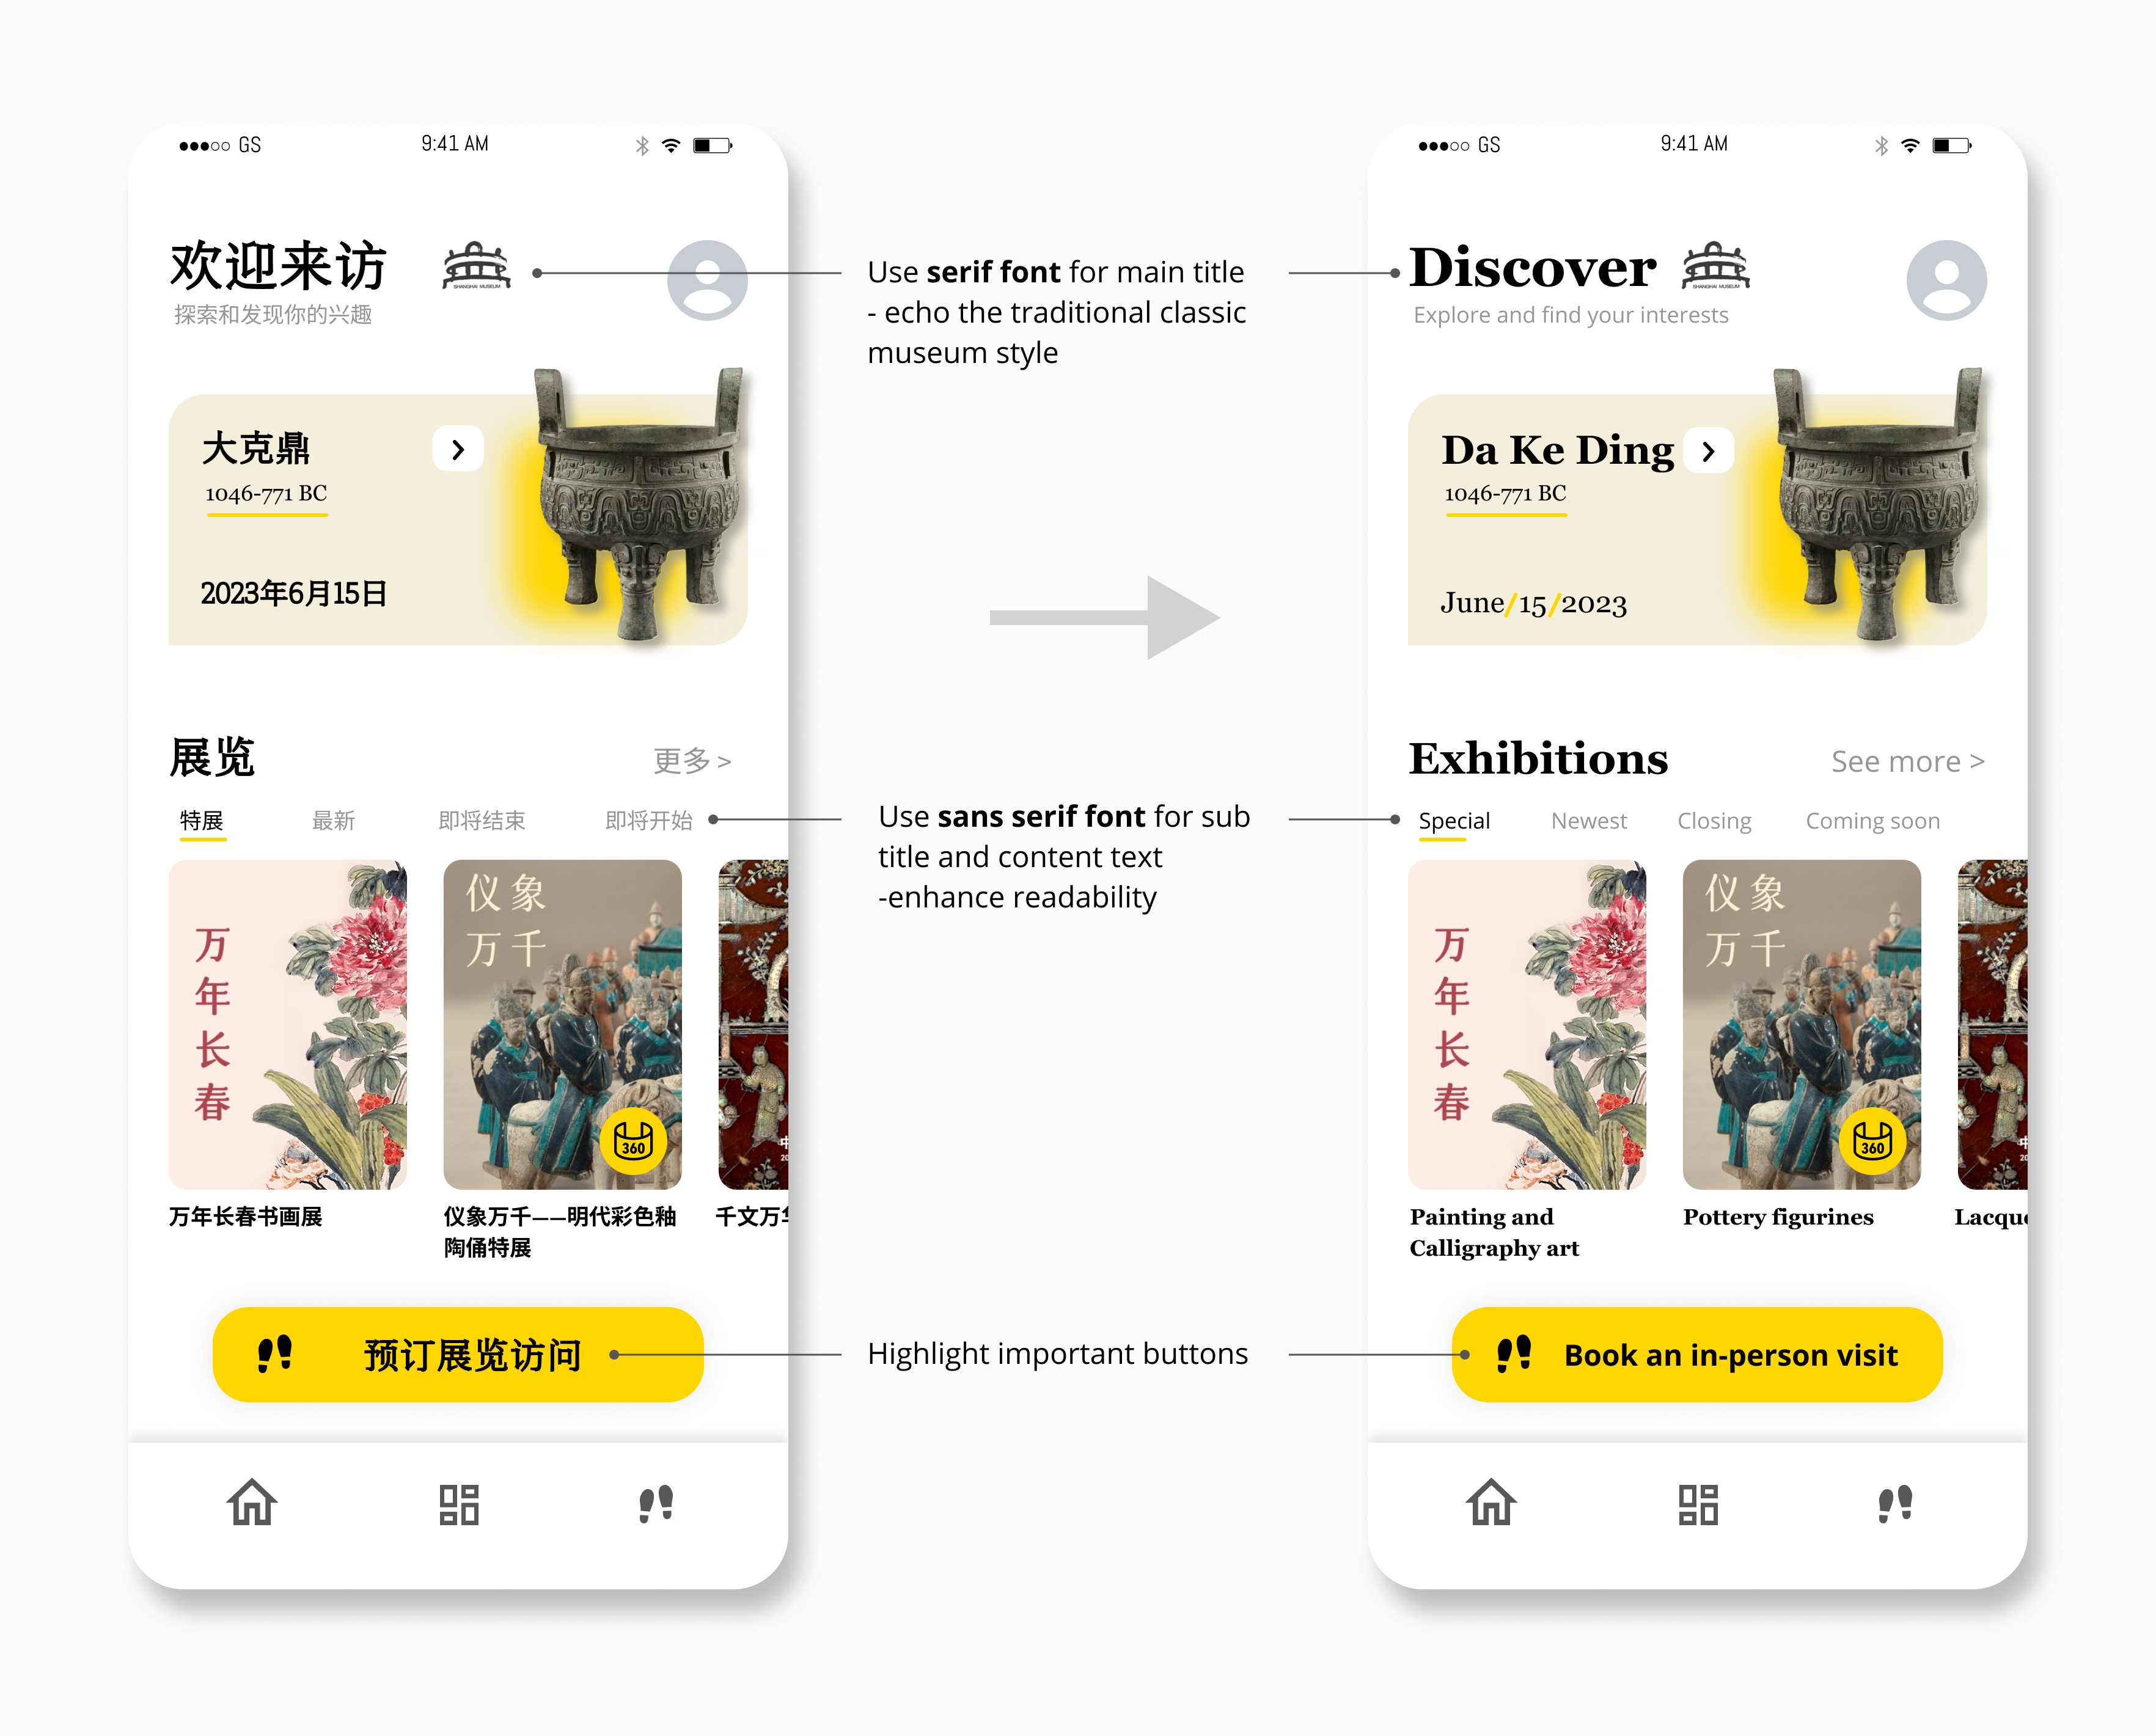 GS 9:41 AM
欢迎来访
SHANGHAI MUSEUM
探索和发现你的兴趣
大克鼎
1046-771 BC
2023年6月15日
展览
更多 >
特展 最新 即将结束 即将开始
万
年
长
春
仪象
万千
360
万年长春书画展
仪象万千——明代彩色釉
陶俑特展
千文万
预订展览访问
Use serif font for main title
- echo the traditional classic
museum style
Use sans serif font for sub
title and content text
-enhance readability
Highlight important buttons
GS 9:41 AM
Discover
SHANGHAI MUSEUM
Explore and find your interests
Da Ke Ding
1046-771 BC
June/15/2023
Exhibitions
See more >
Special Newest Closing Coming soon
万
年
长
春
仪象
万千
360
Painting and
Calligraphy art
Pottery figurines
Lacqu
Book an in-person visit